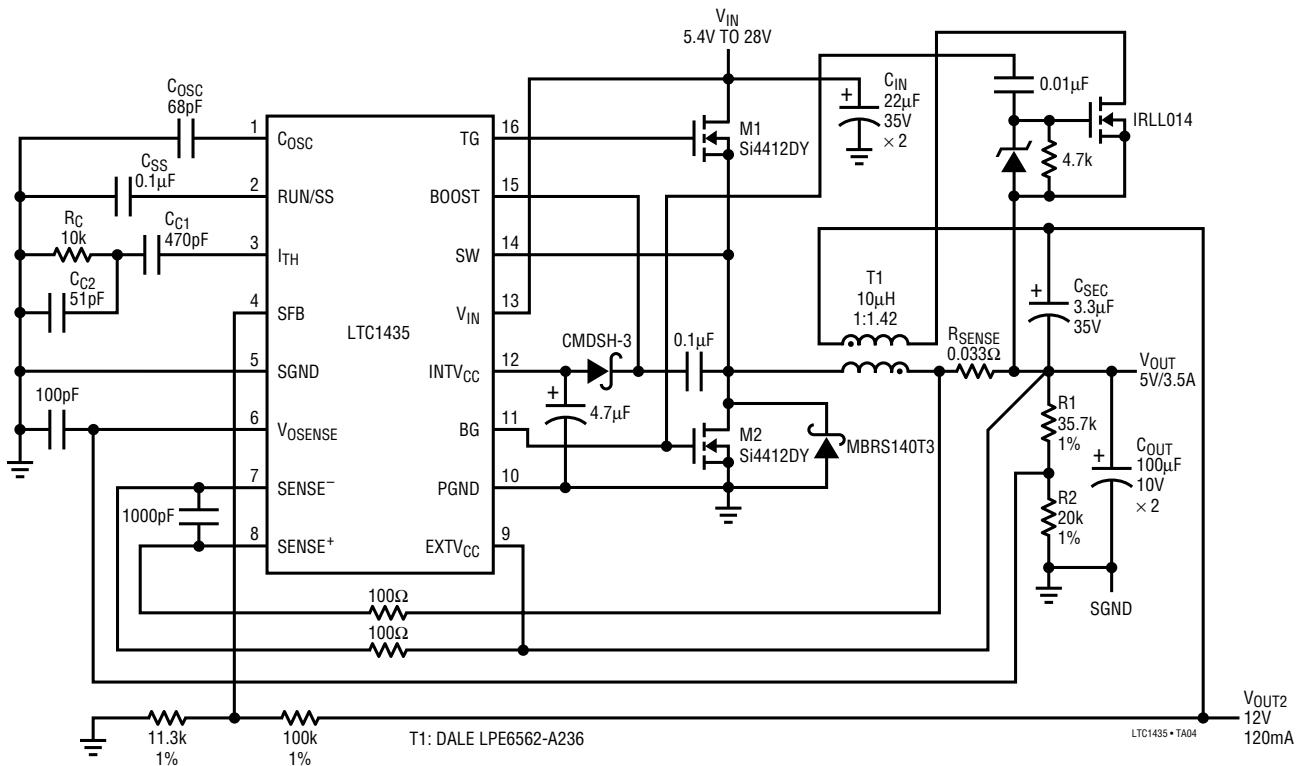 V_IN
5.4V TO 28V
C_OSC
68pF
C_SS
0.1µF
R_C
10k
C_C1
470pF
C_C2
51pF
100pF
1000pF
1
2
3
4
5
6
7
8
C_OSC
RUN/SS
I_TH
SFB
SGND
V_OSENSE
SENSE⁻
SENSE⁺
LTC1435
TG
BOOST
SW
V_IN
INTV_CC
BG
PGND
EXTV_CC
16
15
14
13
12
11
10
9
CMDSH-3
4.7µF
0.1µF
M1
Si4412DY
M2
Si4412DY
MBRS140T3
+
C_IN
22µF
35V
× 2
0.01µF
4.7k
IRLL014
T1
10µH
1:1.42
R_SENSE
0.033Ω
+
C_SEC
3.3µF
35V
V_OUT
5V/3.5A
R1
35.7k
1%
R2
20k
1%
+
C_OUT
100µF
10V
× 2
SGND
+
100Ω
100Ω
11.3k
1%
100k
1%
T1: DALE LPE6562-A236
V_OUT2
12V
120mA
LTC1435 • TA04